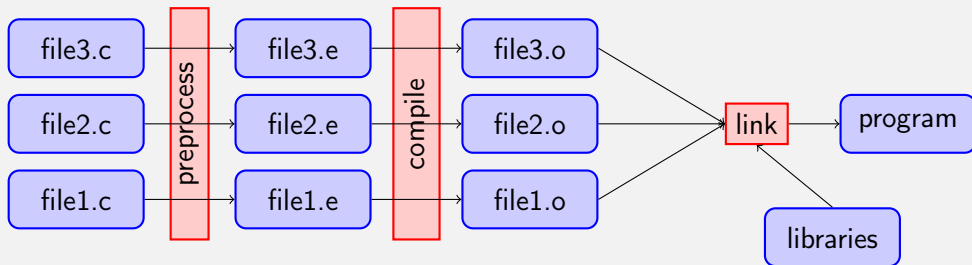 file3.c
preprocess
file3.e
compile
file3.o
file2.c
file2.e
file2.o
link
program
file1.c
file1.e
file1.o
libraries